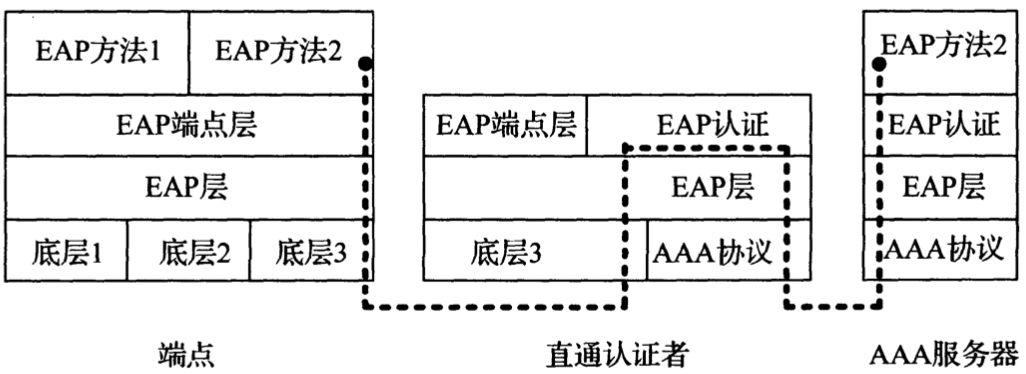 EAP方法1 EAP方法2 EAP方法2
EAP端点层 EAP端点层 EAP认证 EAP认证
EAP层 EAP层 EAP层
底层1 底层2 底层3 底层3 AAA协议 AAA协议
端点 直通认证者 AAA服务器